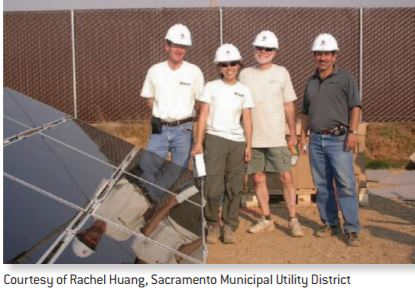 Courtesy of Rachel Huang, Sacramento Municipal Utility District